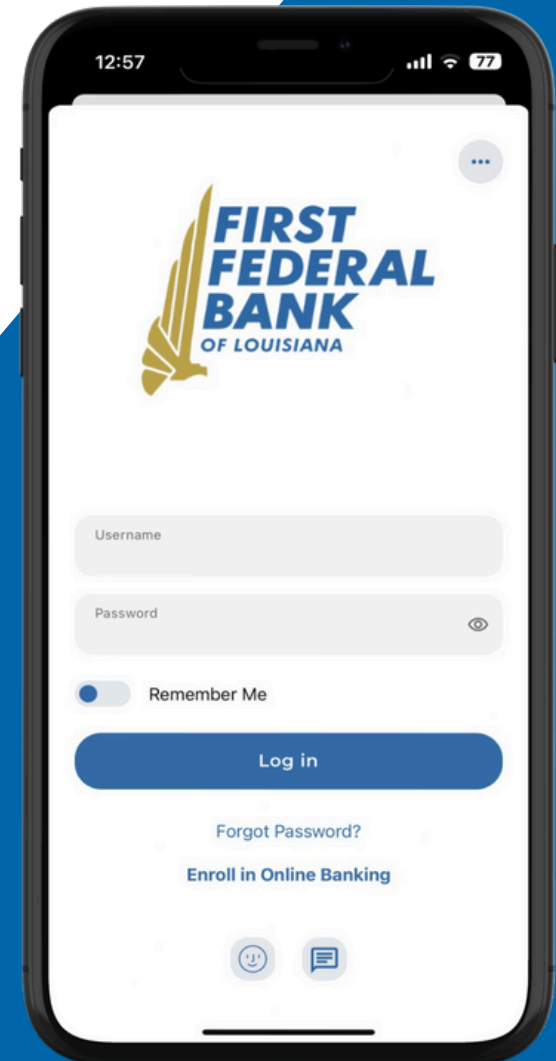 12:57
77
FIRST
FEDERAL
BANK
OF LOUISIANA
Username
Password
Remember Me
Log in
Forgot Password?
Enroll in Online Banking